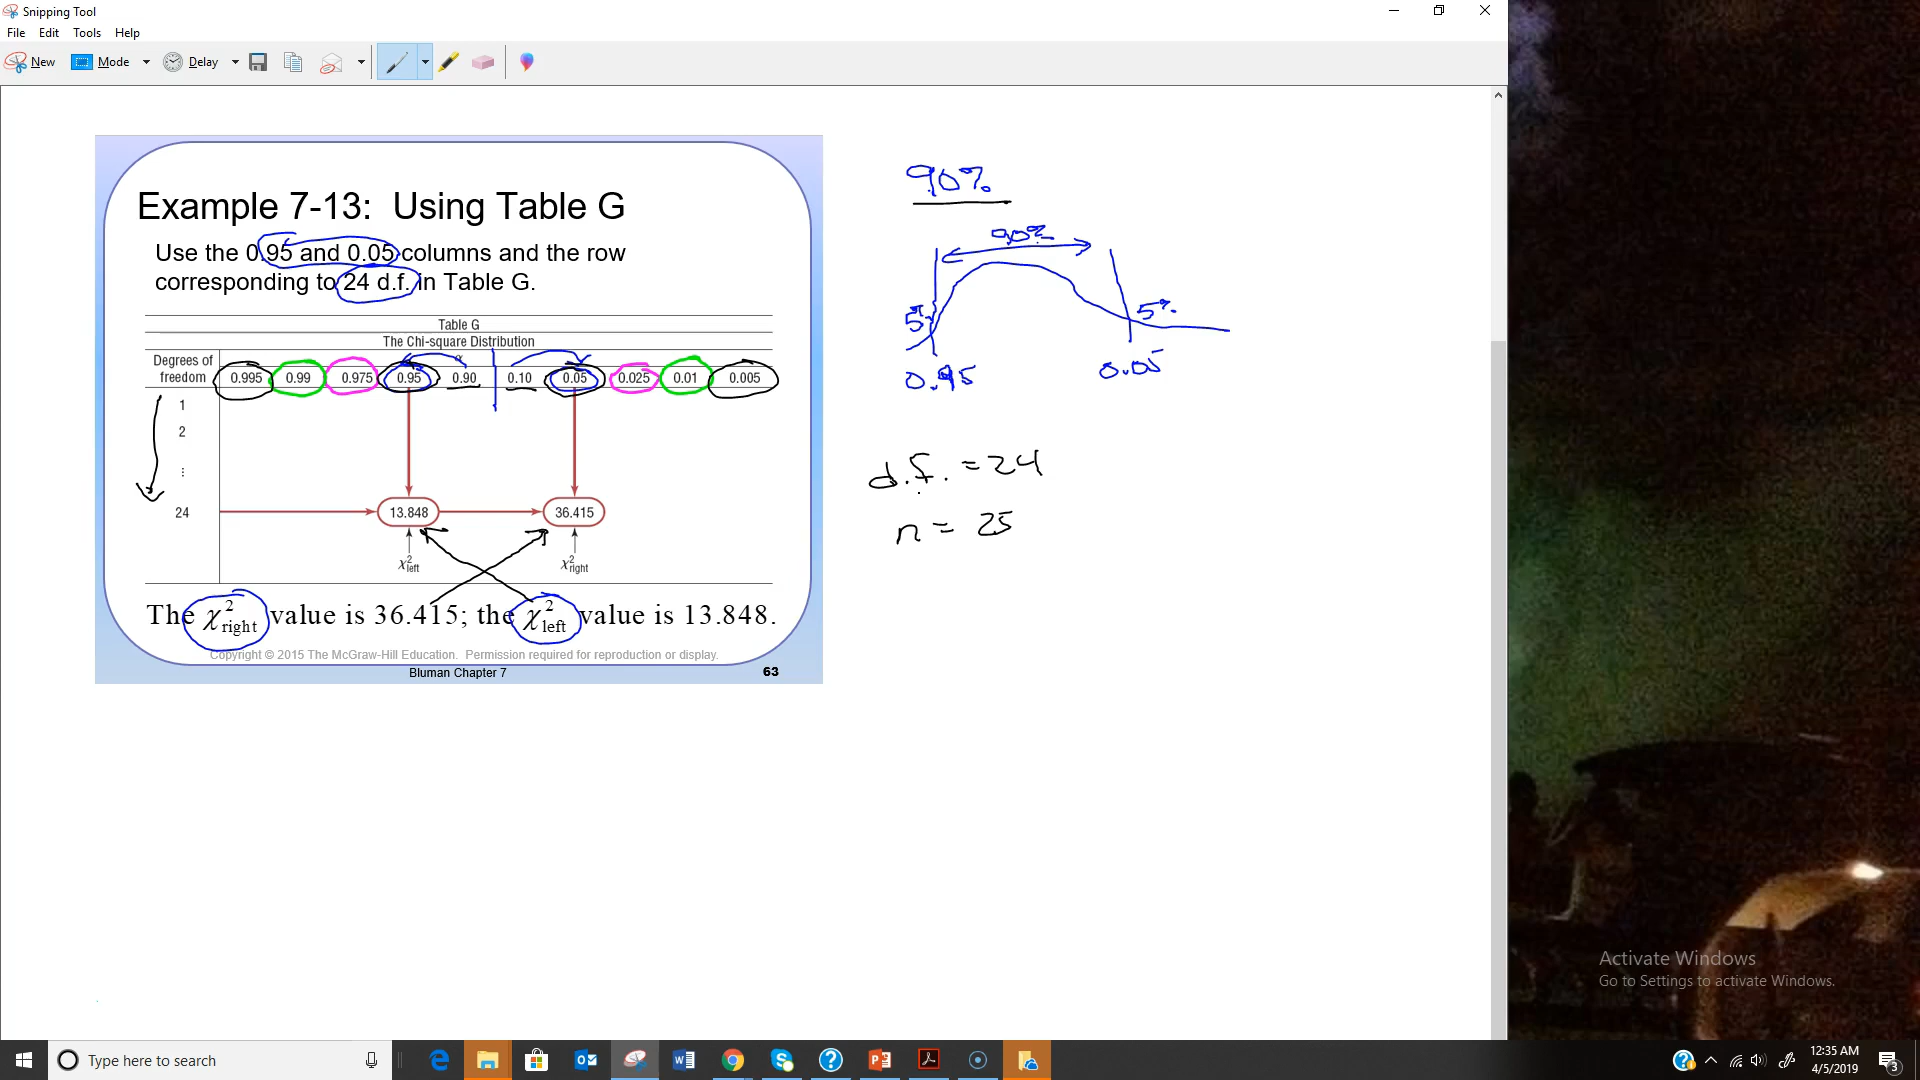 Snipping Tool
File Edit Tools Help
New Mode Delay
Example 7-13: Using Table G
Use the 0.95 and 0.05 columns and the row
corresponding to 24 d.f. in Table G.
Table G
The Chi-square Distribution
Degrees of
freedom
α
0.995 0.99 0.975 0.95 0.90 0.10 0.05 0.025 0.01 0.005
1
2
⋮
24 13.848 36.415
χ²left χ²right
The χ²right value is 36.415; the χ²left value is 13.848.
Copyright © 2015 The McGraw-Hill Education. Permission required for reproduction or display.
Bluman Chapter 7 63
90%
90%
5% 5%
0.95 0.05
d.f. = 24
n = 25
Activate Windows
Go to Settings to activate Windows.
Type here to search
12:35 AM
4/5/2019
3